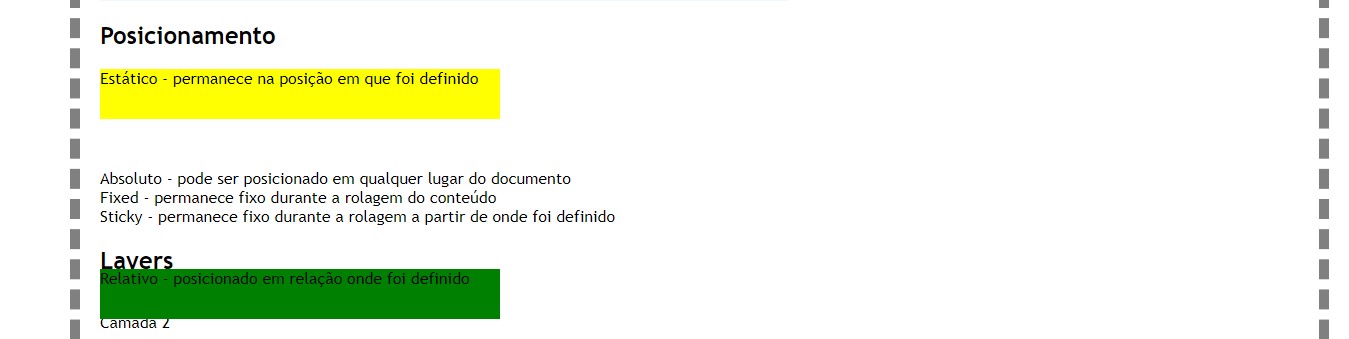 Posicionamento
Estático - permanece na posição em que foi definido
Absoluto - pode ser posicionado em qualquer lugar do documento
Fixed - permanece fixo durante a rolagem do conteúdo
Sticky - permanece fixo durante a rolagem a partir de onde foi definido
Layers
Relativo - posicionado em relação onde foi definido
Camada 2